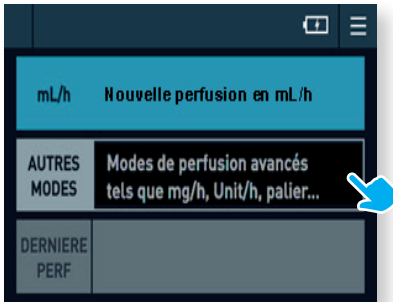 mL/h Nouvelle perfusion en mL/h
AUTRES MODES
Modes de perfusion avancés
tels que mg/h, Unit/h, palier...
DERNIERE
PERF